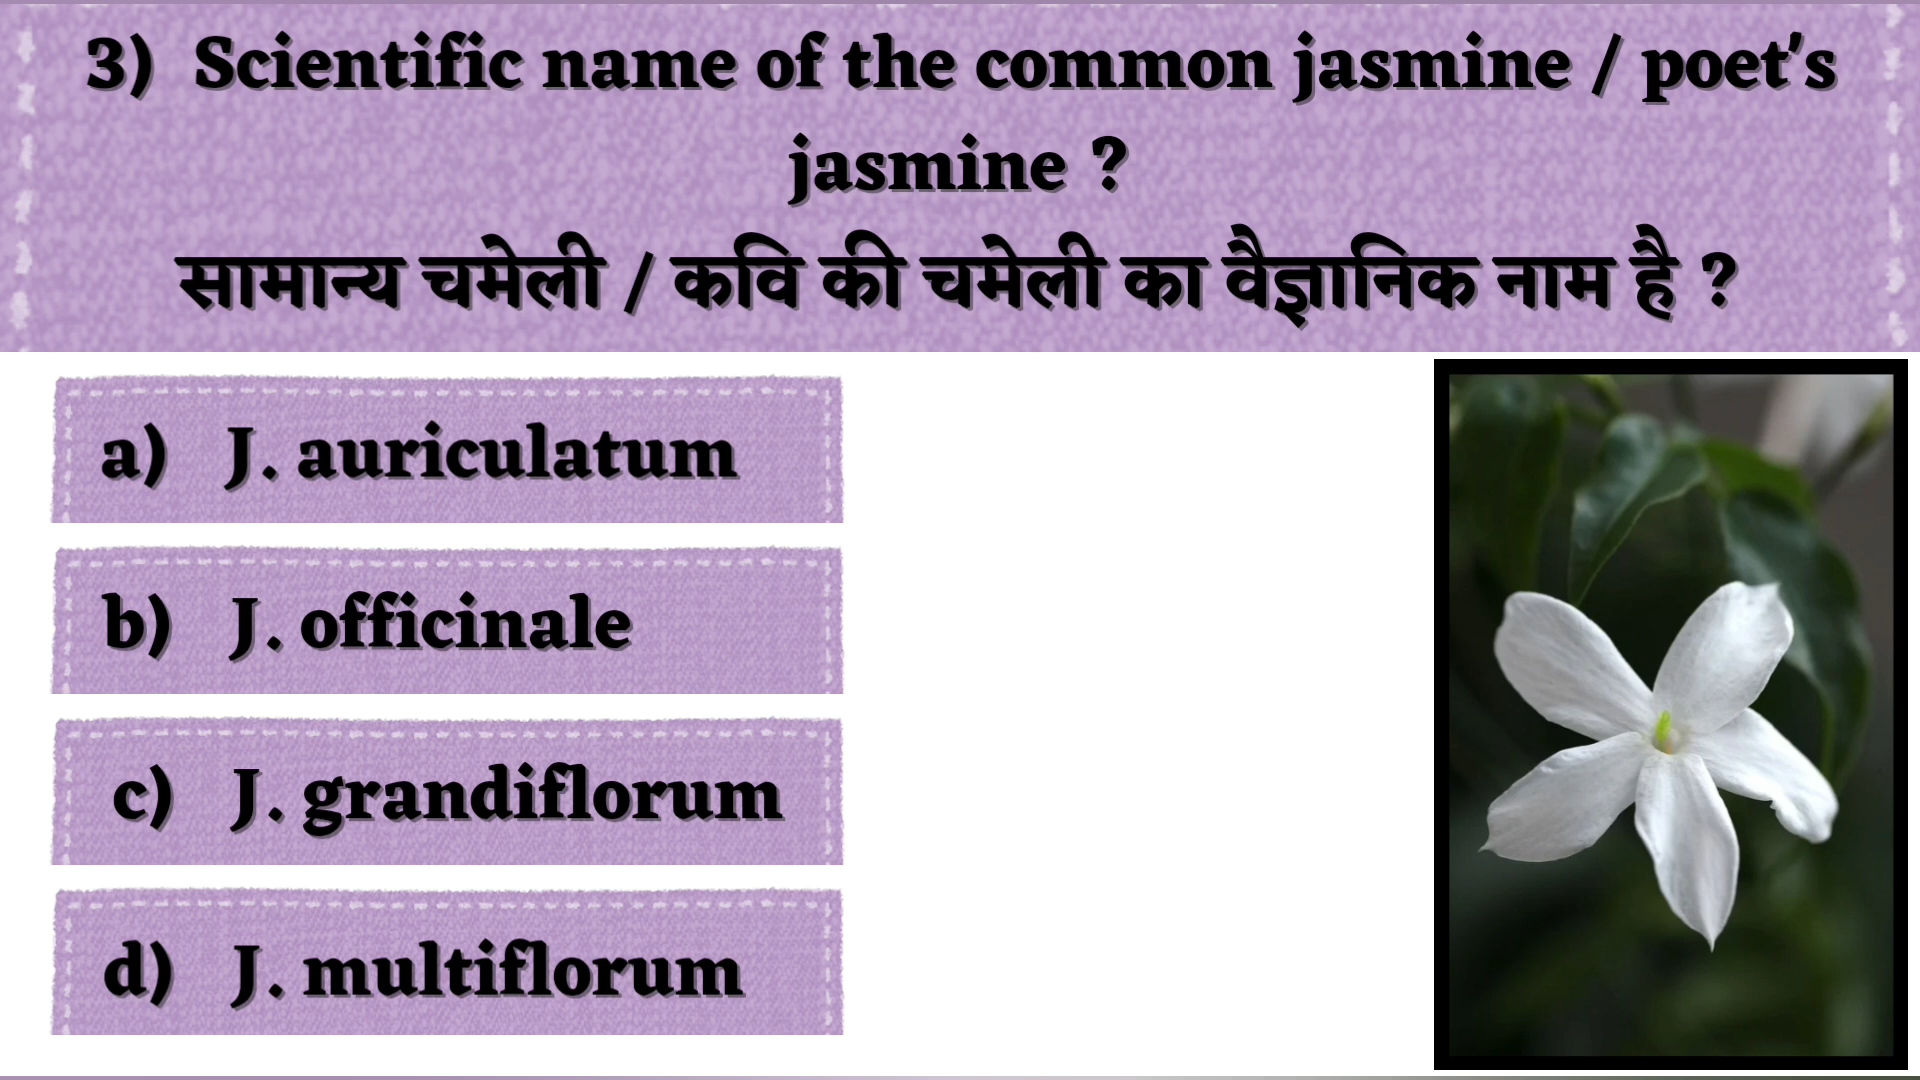 3) Scientific name of the common jasmine / poet's
jasmine ?
सामान्य चमेली / कवि की चमेली का वैज्ञानिक नाम है ?
a) J. auriculatum
b) J. officinale
c) J. grandiflorum
d) J. multiflorum